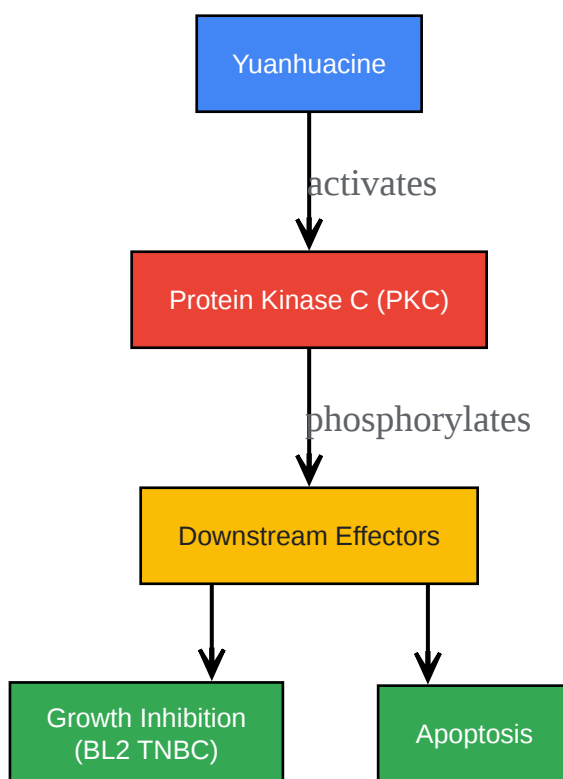 Yuanhuacine
activates
Protein Kinase C (PKC)
phosphorylates
Downstream Effectors
Growth Inhibition
(BL2 TNBC)
Apoptosis